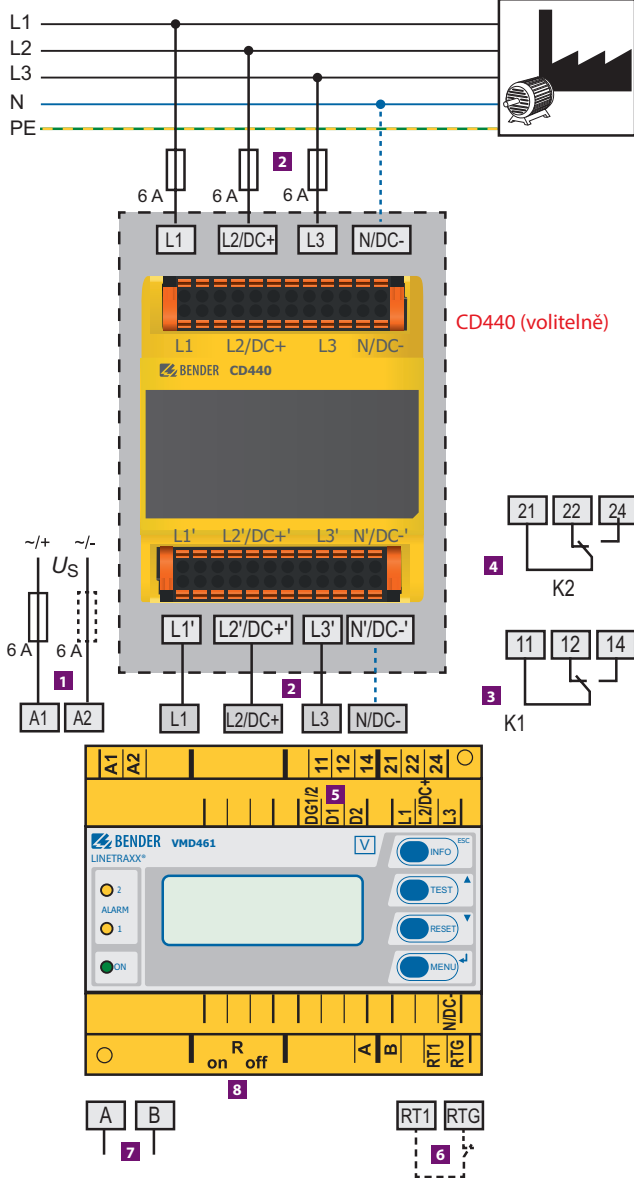 L1
L2
L3
N
PE
2
6 A 6 A 6 A
L1 L2/DC+ L3 N/DC-
CD440 (volitelně)
L1 L2/DC+ L3 N/DC-
BENDER CD440
L1' L2'/DC+' L3' N'/DC-'
21 22 24
4
K2
~/+ ~/-
US
6 A 6 A
1
A1 A2
L1' L2'/DC+' L3' N'/DC-'
2
L1 L2/DC+ L3 N/DC-
11 12 14
3
K1
A1 A2 11 12 14 21 22 24
5
DG1/2 D1 D2 L1 L2/DC+ L3
BENDER VMD461
LINETRAXX®
V
INFO ESC
2
ALARM
1
TEST
RESET
ON
MENU
N/DC-
R
on off
A B RT1 RTG
8
A B
7
RT1 RTG
6